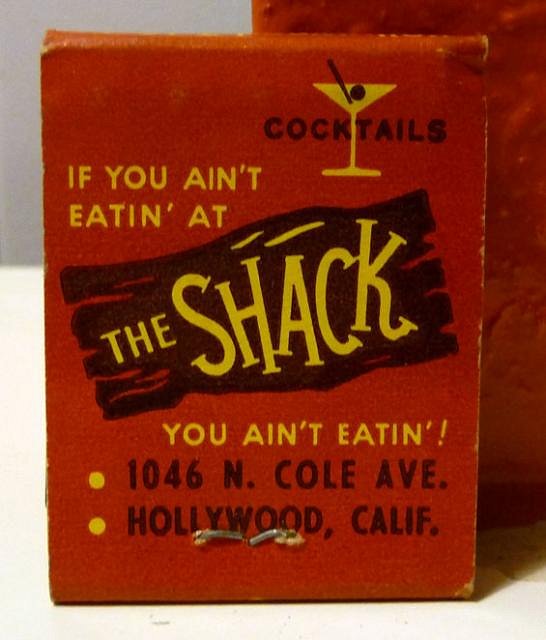 COCKTAILS
IF YOU AIN'T
EATIN' AT
THE SHACK
YOU AIN'T EATIN'!
1046 N. COLE AVE.
HOLLYWOOD, CALIF.